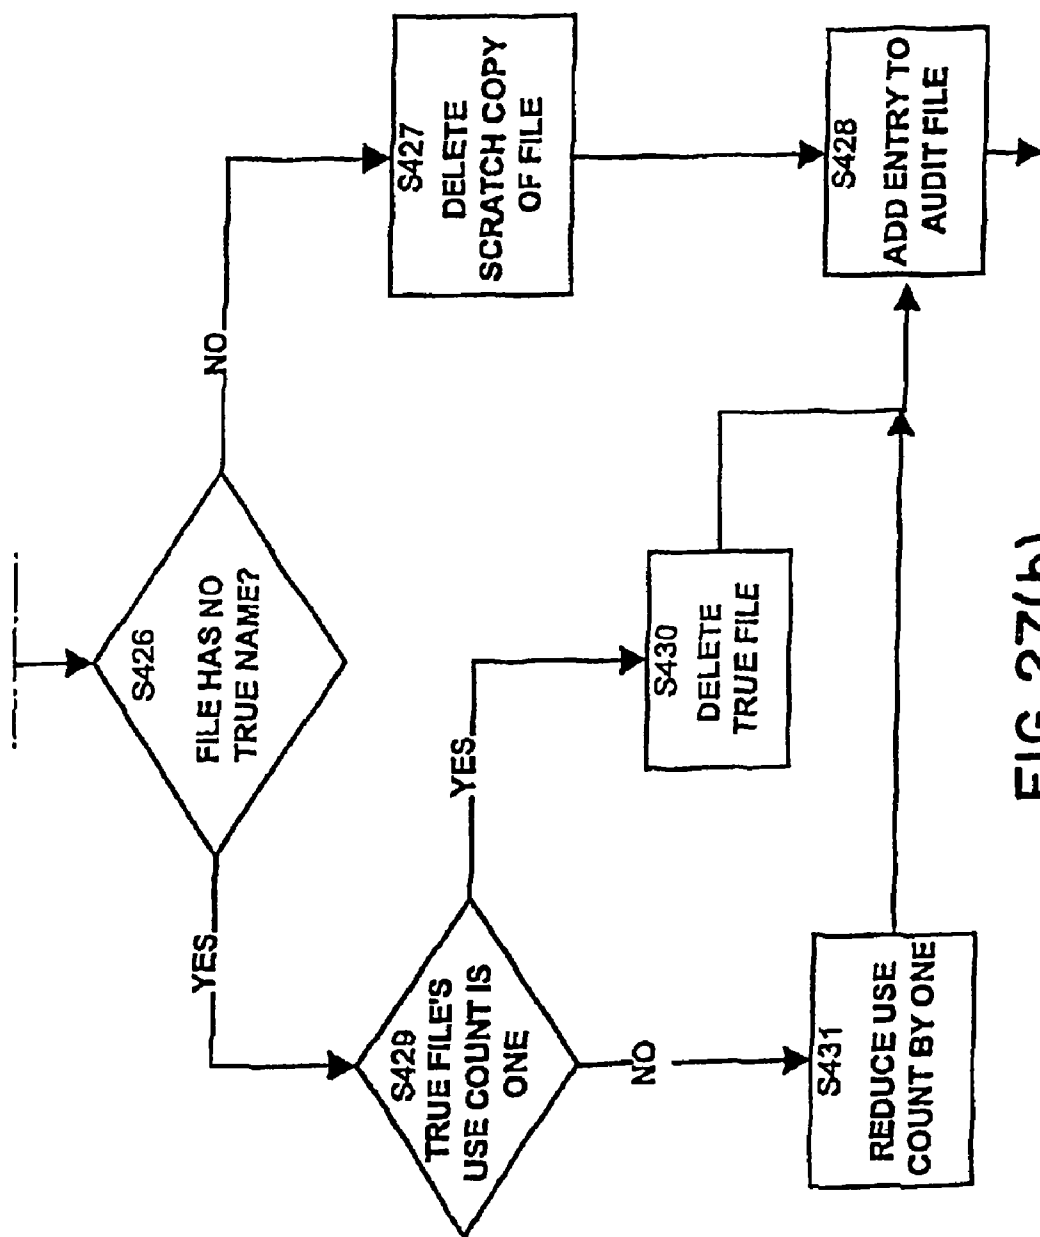 S426
FILE HAS NO
TRUE NAME?
YES
NO
S427
DELETE
SCRATCH COPY
OF FILE
S429
TRUE FILE'S
USE COUNT IS
ONE
YES
NO
S430
DELETE
TRUE FILE
S431
REDUCE USE
COUNT BY ONE
S428
ADD ENTRY TO
AUDIT FILE
FIG. 27(b)